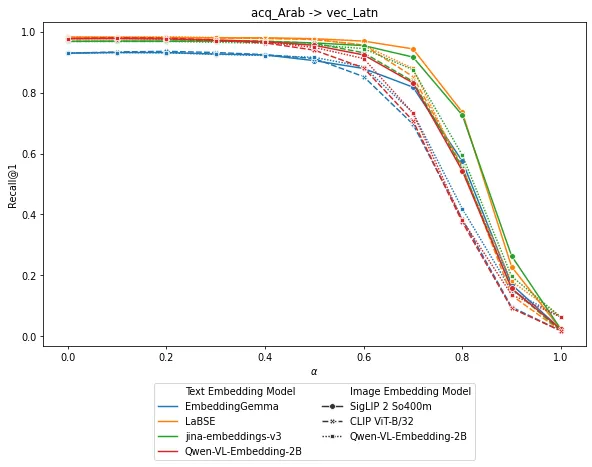 acq_Arab -> vec_Latn
Recall@1
1.0
0.8
0.6
0.4
0.2
0.0
0.0 0.2 0.4 0.6 0.8 1.0
α
Text Embedding Model
EmbeddingGemma
LaBSE
jina-embeddings-v3
Qwen-VL-Embedding-2B
Image Embedding Model
SigLIP 2 So400m
CLIP ViT-B/32
Qwen-VL-Embedding-2B